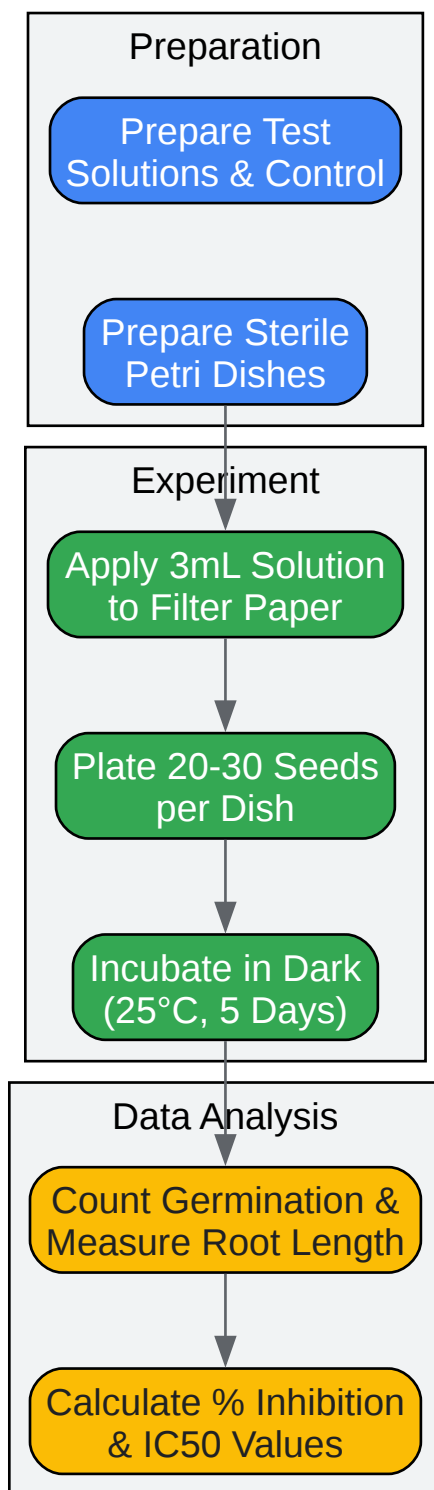 Preparation
Prepare Test
Solutions & Control
Prepare Sterile
Petri Dishes
Experiment
Apply 3mL Solution
to Filter Paper
Plate 20-30 Seeds
per Dish
Incubate in Dark
(25°C, 5 Days)
Data Analysis
Count Germination &
Measure Root Length
Calculate % Inhibition
& IC50 Values